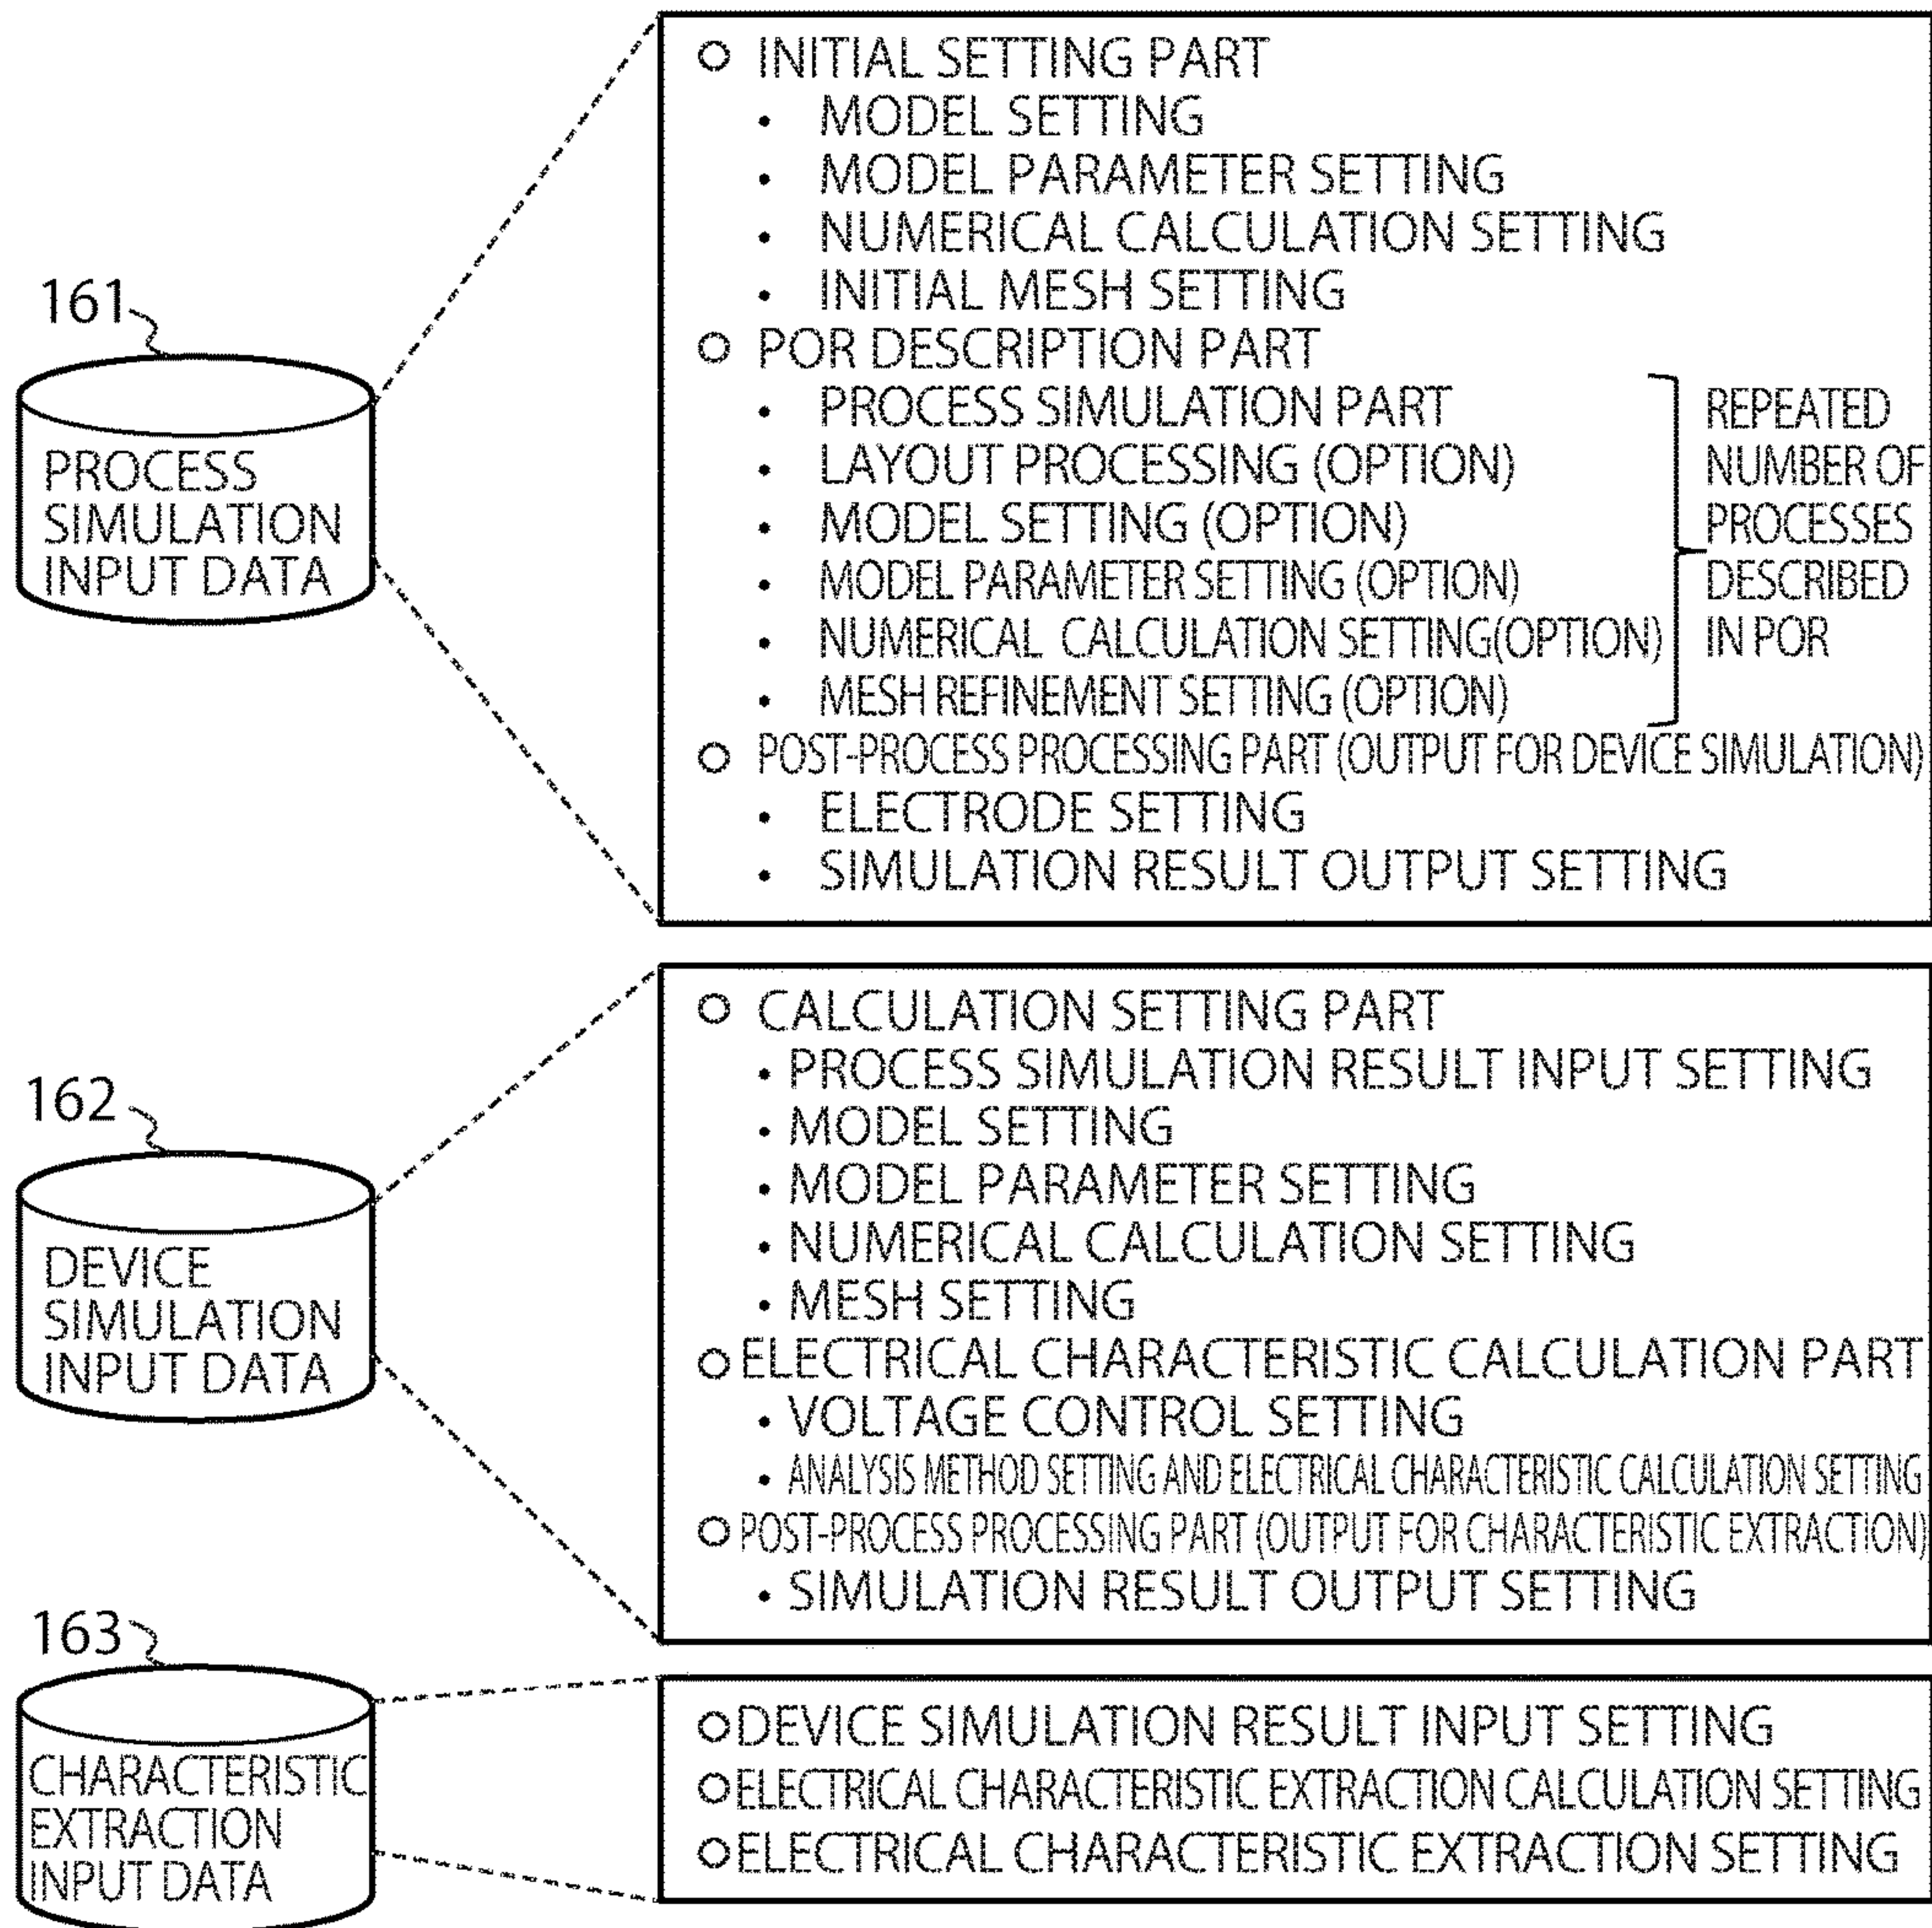 161
PROCESS
SIMULATION
INPUT DATA
○ INITIAL SETTING PART
• MODEL SETTING
• MODEL PARAMETER SETTING
• NUMERICAL CALCULATION SETTING
• INITIAL MESH SETTING
○ POR DESCRIPTION PART
• PROCESS SIMULATION PART
• LAYOUT PROCESSING (OPTION)
• MODEL SETTING (OPTION)
• MODEL PARAMETER SETTING (OPTION)
• NUMERICAL CALCULATION SETTING(OPTION)
• MESH REFINEMENT SETTING (OPTION)
REPEATED
NUMBER OF
PROCESSES
DESCRIBED
IN POR
○ POST-PROCESS PROCESSING PART (OUTPUT FOR DEVICE SIMULATION)
• ELECTRODE SETTING
• SIMULATION RESULT OUTPUT SETTING
162
DEVICE
SIMULATION
INPUT DATA
○ CALCULATION SETTING PART
• PROCESS SIMULATION RESULT INPUT SETTING
• MODEL SETTING
• MODEL PARAMETER SETTING
• NUMERICAL CALCULATION SETTING
• MESH SETTING
○ ELECTRICAL CHARACTERISTIC CALCULATION PART
• VOLTAGE CONTROL SETTING
• ANALYSIS METHOD SETTING AND ELECTRICAL CHARACTERISTIC CALCULATION SETTING
○ POST-PROCESS PROCESSING PART (OUTPUT FOR CHARACTERISTIC EXTRACTION)
• SIMULATION RESULT OUTPUT SETTING
163
CHARACTERISTIC
EXTRACTION
INPUT DATA
○ DEVICE SIMULATION RESULT INPUT SETTING
○ ELECTRICAL CHARACTERISTIC EXTRACTION CALCULATION SETTING
○ ELECTRICAL CHARACTERISTIC EXTRACTION SETTING